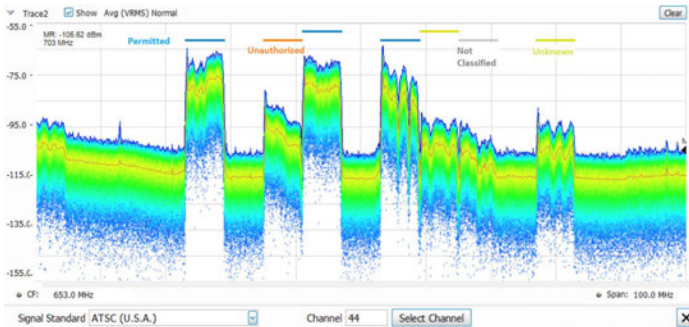 Trace2 Show Avg (VRMS) Normal Clear
-55.0
MR: -106.62 dBm
703 MHz
Permitted
Unauthorized
Not
Classified
Unknown
-75.0
-95.0
-115.0
-135.0
-155.0
CF: 653.0 MHz Span: 100.0 MHz
Signal Standard ATSC (U.S.A.) Channel 44 Select Channel X